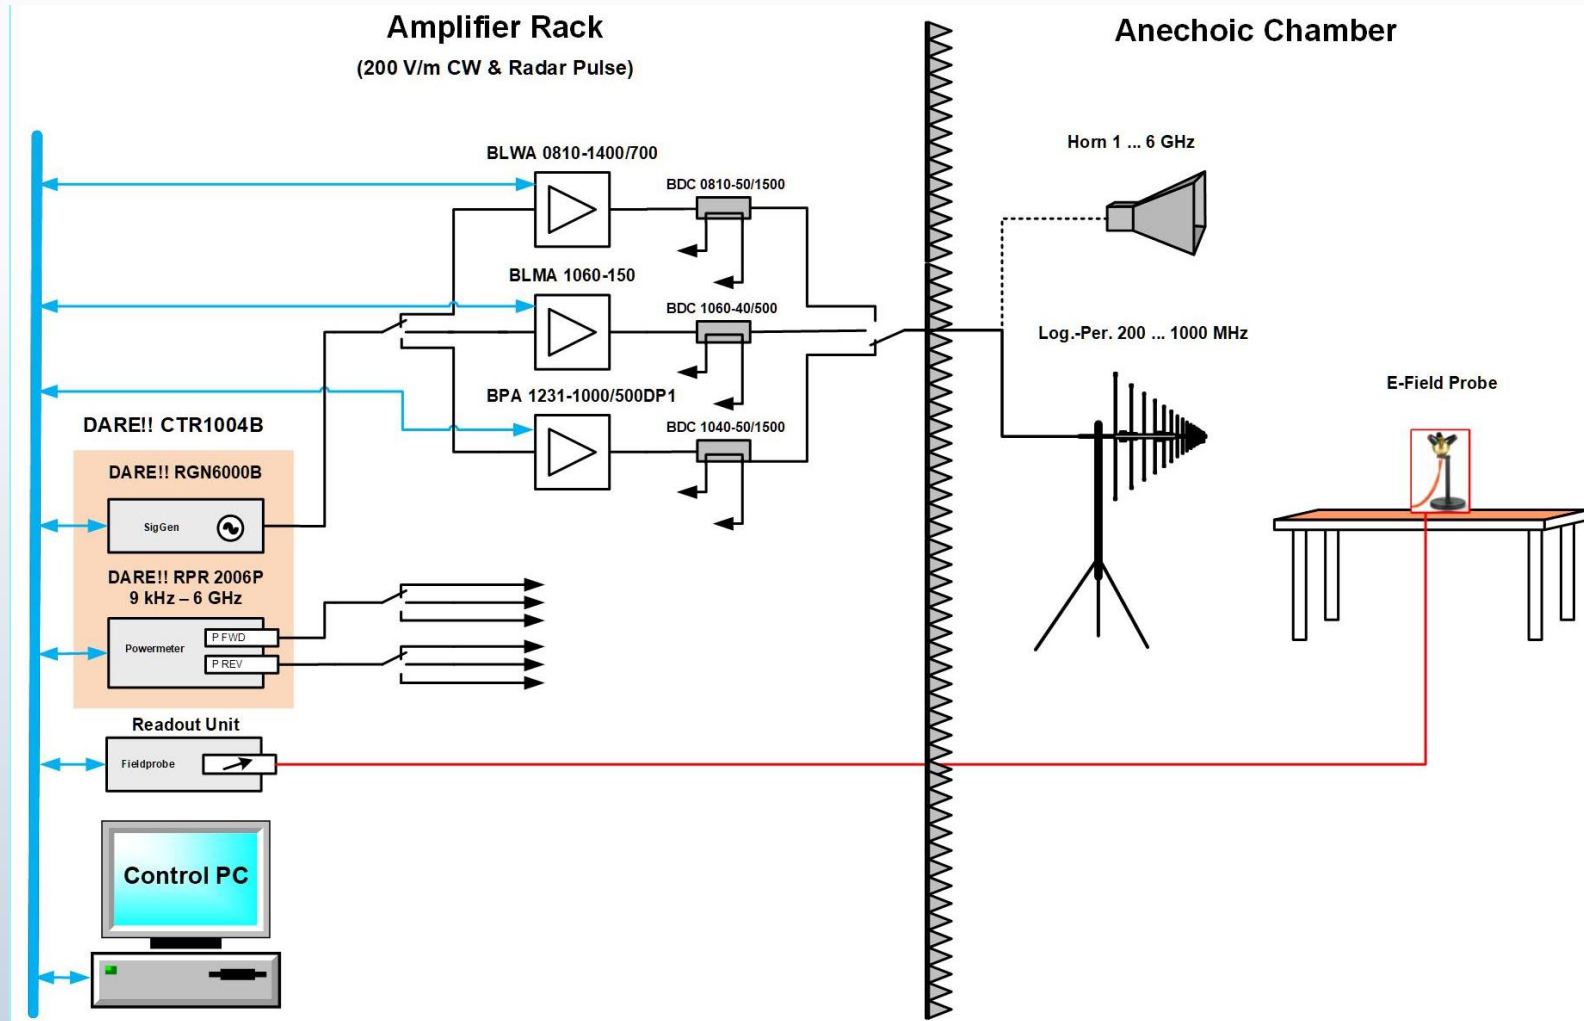 Amplifier Rack
(200 V/m CW & Radar Pulse)
Anechoic Chamber
BLWA 0810-1400/700
BDC 0810-50/1500
BLMA 1060-150
BDC 1060-40/500
BPA 1231-1000/500DP1
BDC 1040-50/1500
DARE!! CTR1004B
DARE!! RGN6000B
SigGen
DARE!! RPR 2006P
9 kHz – 6 GHz
Powermeter
P FWD
P REV
Readout Unit
Fieldprobe
Control PC
Horn 1 ... 6 GHz
Log.-Per. 200 ... 1000 MHz
E-Field Probe